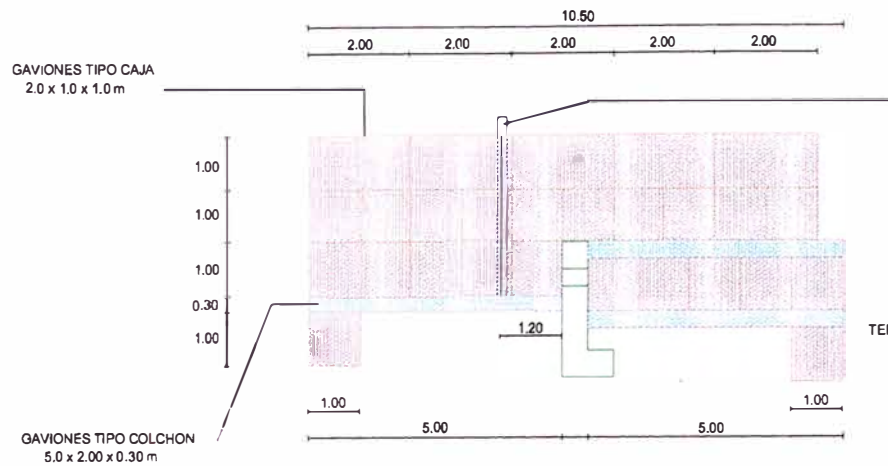 10.50
2.00 2.00 2.00 2.00 2.00
GAVIONES TIPO CAJA
2.0 x 1.0 x 1.0 m
1.00
1.00
1.00
0.30
1.00
1.20
TE
1.00 1.00
5.00 5.00
GAVIONES TIPO COLCHON
5.0 x 2.00 x 0.30 m